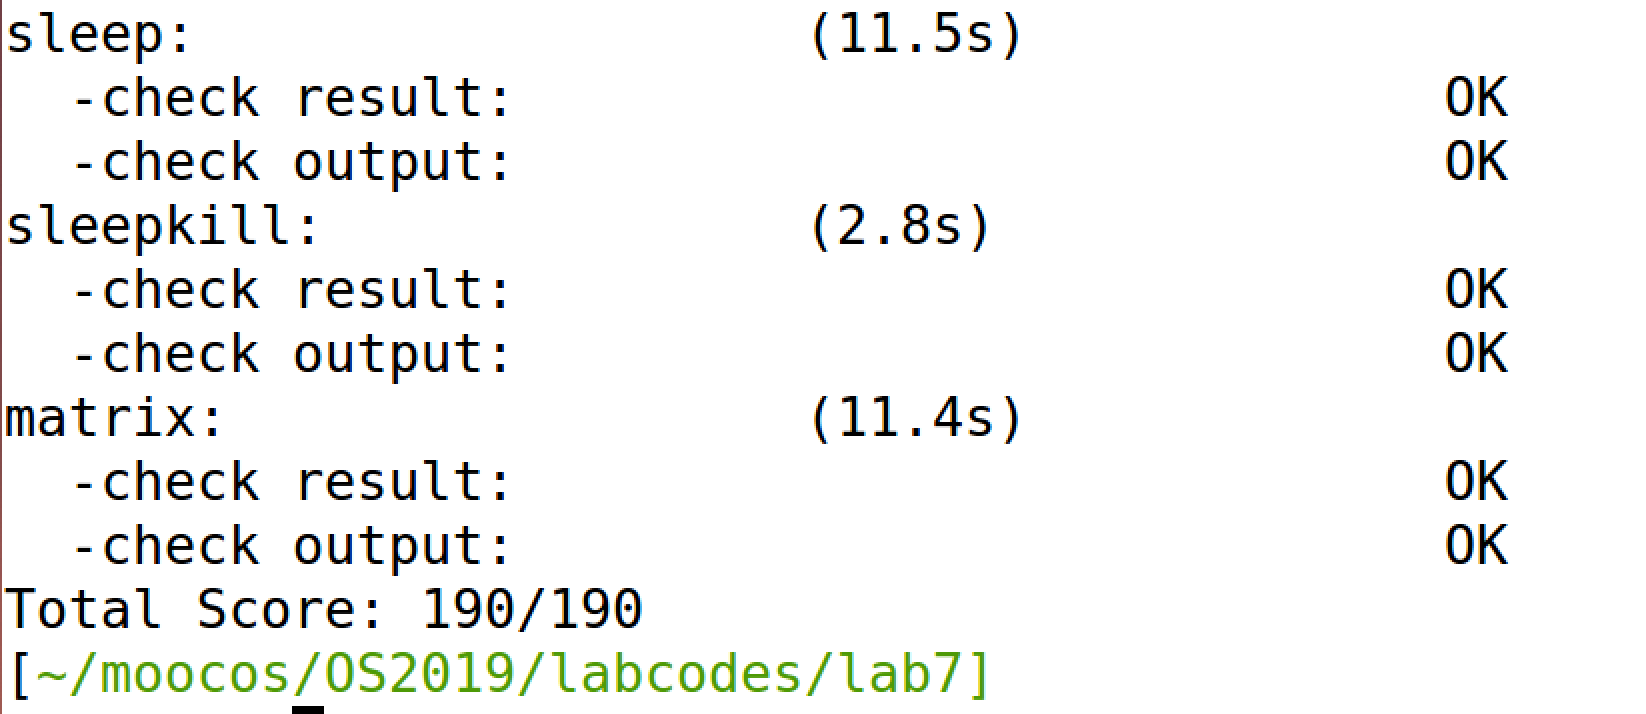 sleep: (11.5s)
-check result: OK
-check output: OK
sleepkill: (2.8s)
-check result: OK
-check output: OK
matrix: (11.4s)
-check result: OK
-check output: OK
Total Score: 190/190
[~/moocos/OS2019/labcodes/lab7]